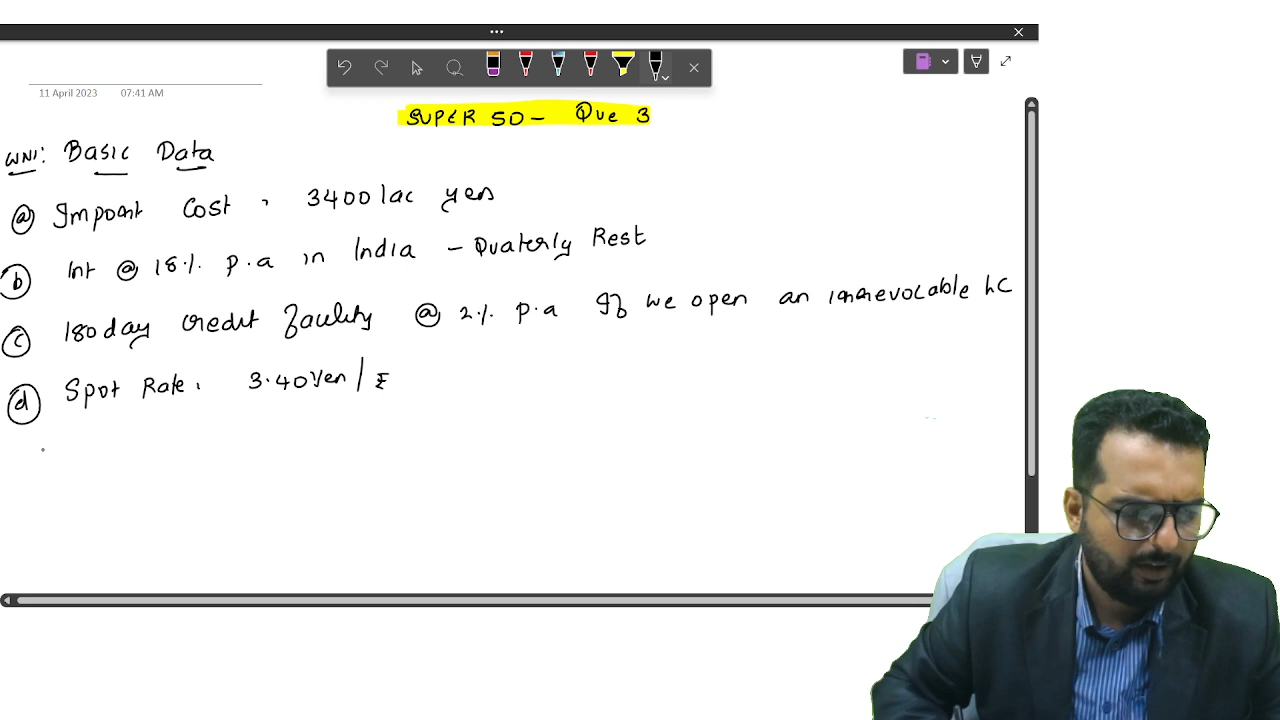 11 April 2023 07:41 AM
SUPER 50 - Que 3
WN1: Basic Data
(a) Import Cost : 3400 lac yen
(b) Int @ 18% p.a in India - Quaterly Rest
(c) 180 day credit facility @ 2% p.a If we open an irrevocable LC
(d) Spot Rate : 3.40 Yen / ₹